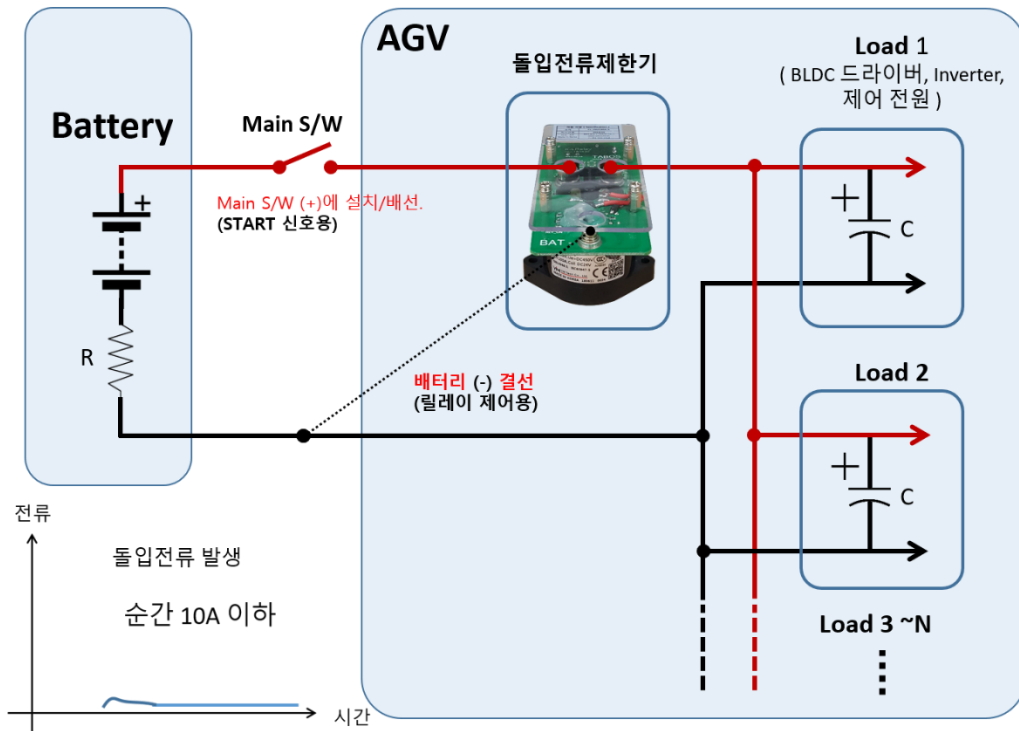 AGV
Battery
Main S/W
Main S/W (+)에 설치/배선.
(START 신호용)
+
R
돌입전류제한기
BAT
배터리 (-) 결선
(릴레이 제어용)
Load 1
( BLDC 드라이버, Inverter,
제어 전원 )
+
C
Load 2
+
C
Load 3 ~N
전류
돌입전류 발생
순간 10A 이하
시간